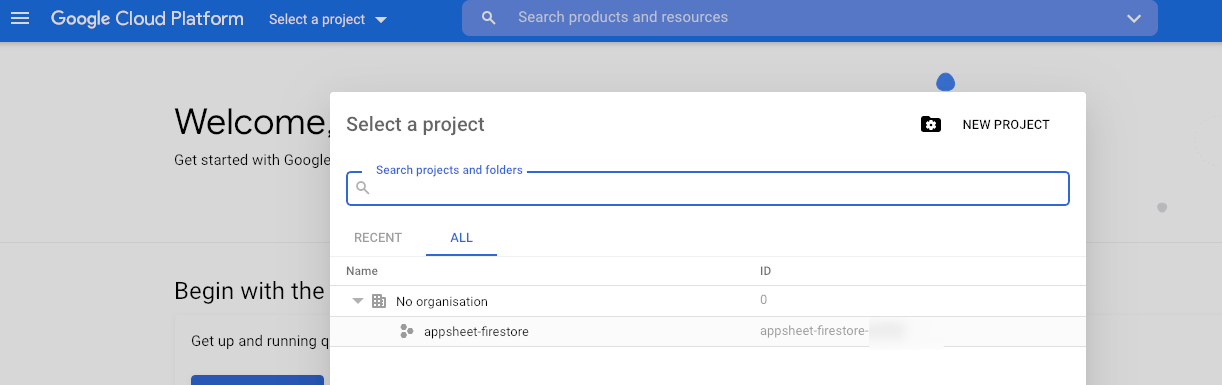 Google Cloud Platform Select a project Search products and resources
Welcome,
Get started with Google
Select a project NEW PROJECT
Search projects and folders
RECENT ALL
Name ID
No organisation 0
appsheet-firestore appsheet-firestore-
Begin with the
Get up and running q